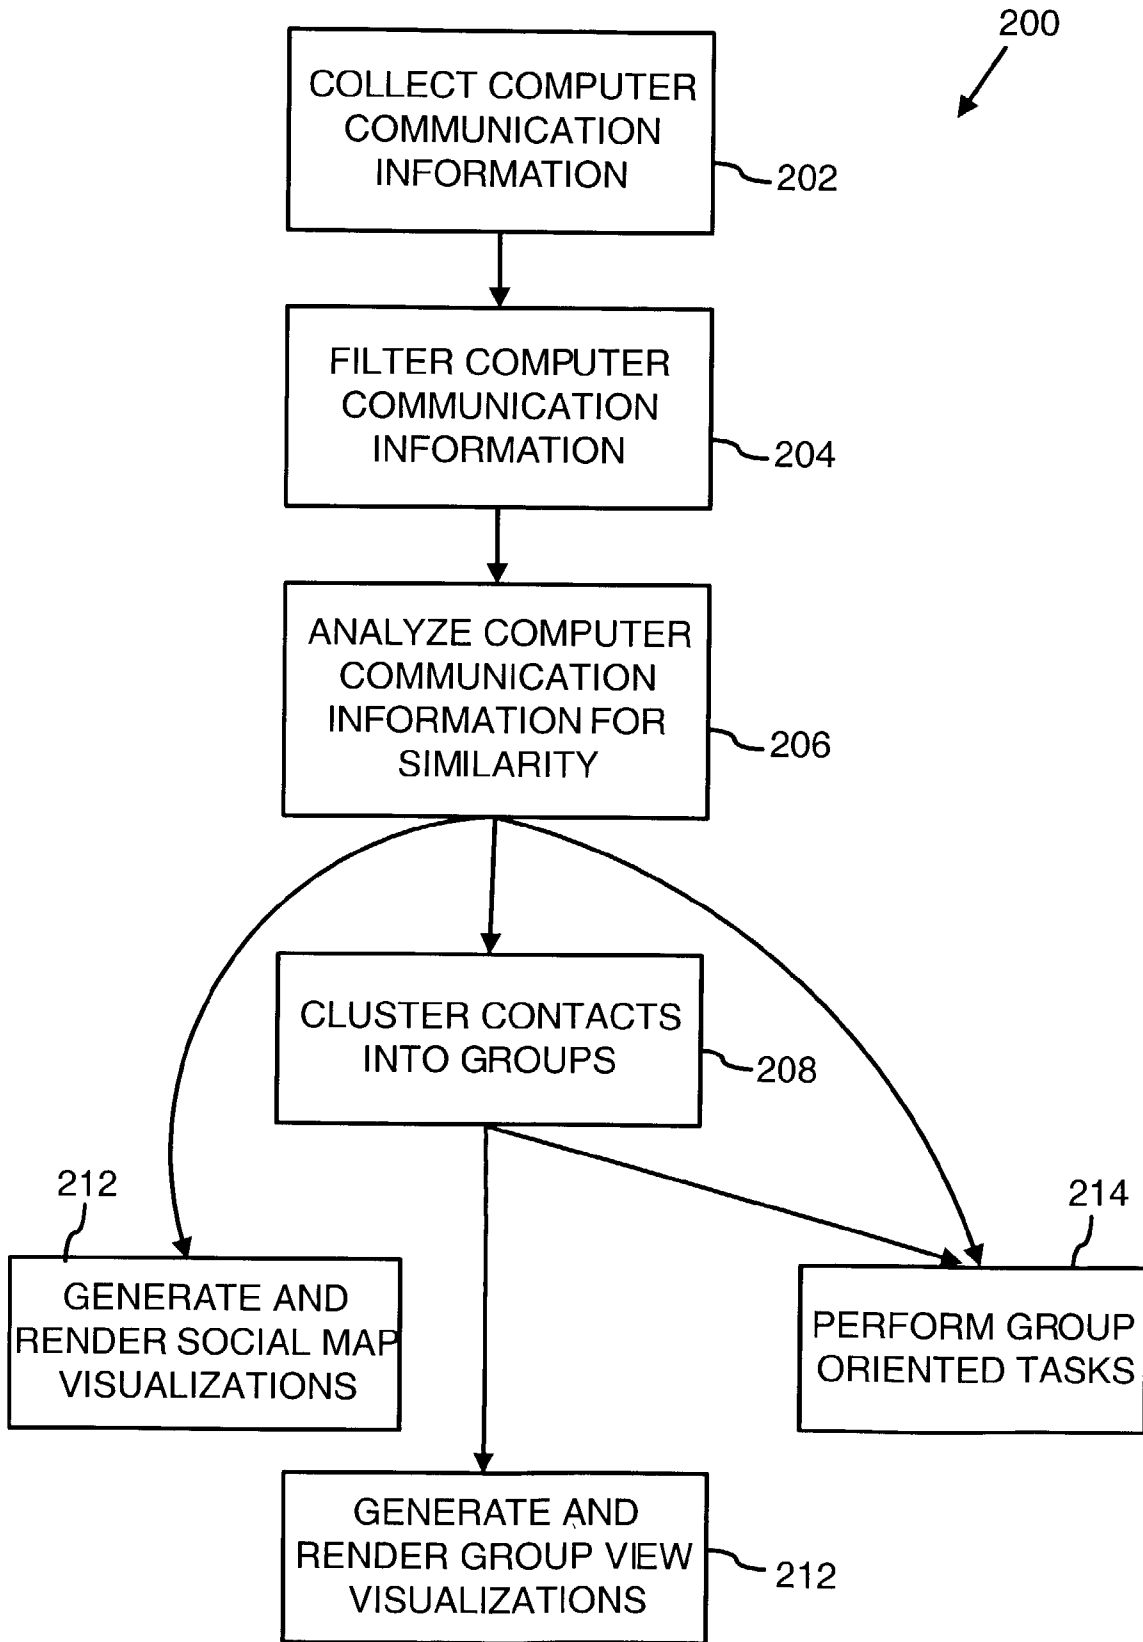 200
COLLECT COMPUTER
COMMUNICATION
INFORMATION
202
FILTER COMPUTER
COMMUNICATION
INFORMATION
204
ANALYZE COMPUTER
COMMUNICATION
INFORMATION FOR
SIMILARITY
206
CLUSTER CONTACTS
INTO GROUPS
208
212
GENERATE AND
RENDER SOCIAL MAP
VISUALIZATIONS
214
PERFORM GROUP
ORIENTED TASKS
GENERATE AND
RENDER GROUP VIEW
VISUALIZATIONS
212